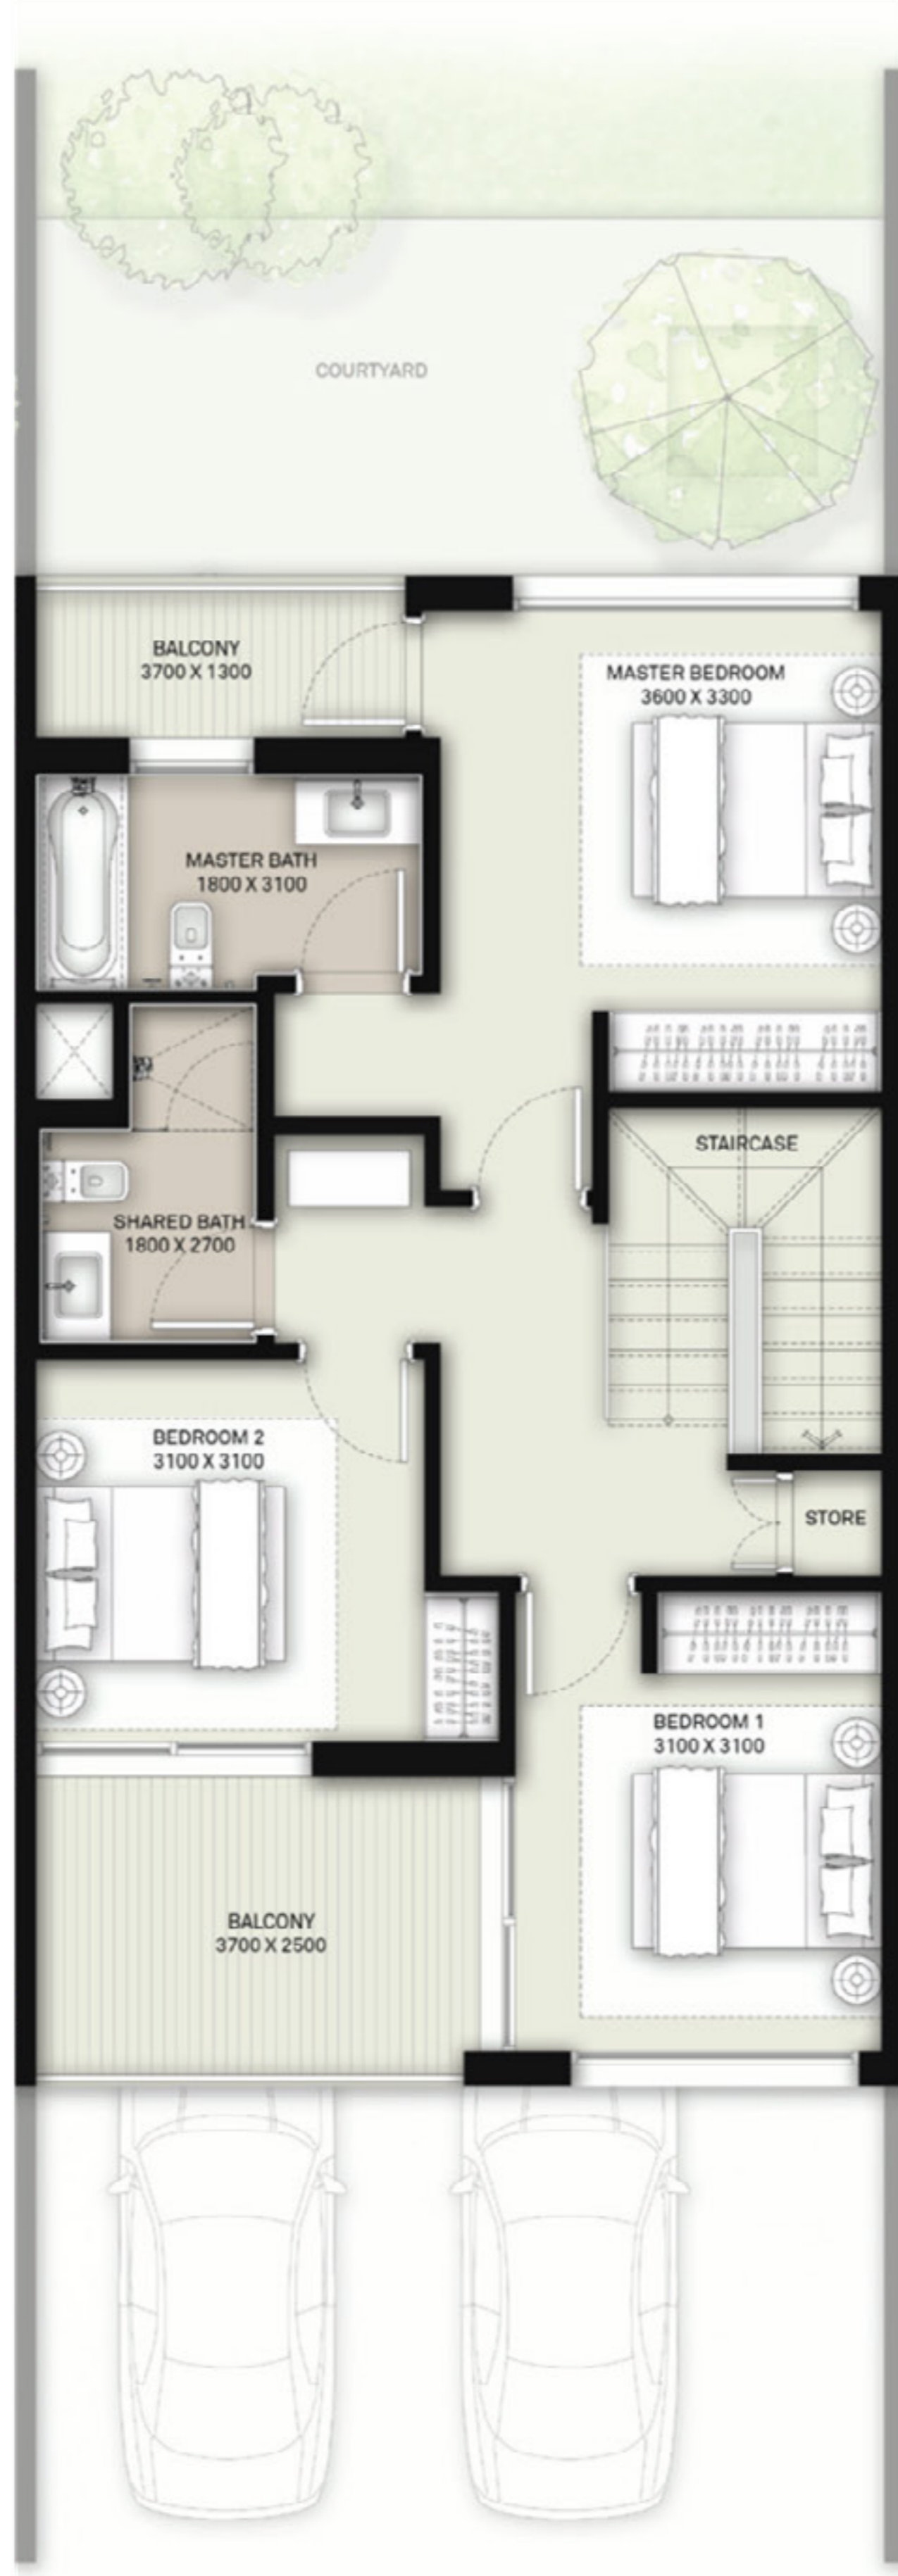 COURTYARD
BALCONY
3700 X 1300
MASTER BEDROOM
3600 X 3300
MASTER BATH
1800 X 3100
STAIRCASE
SHARED BATH
1800 X 2700
BEDROOM 2
3100 X 3100
STORE
BEDROOM 1
3100 X 3100
BALCONY
3700 X 2500